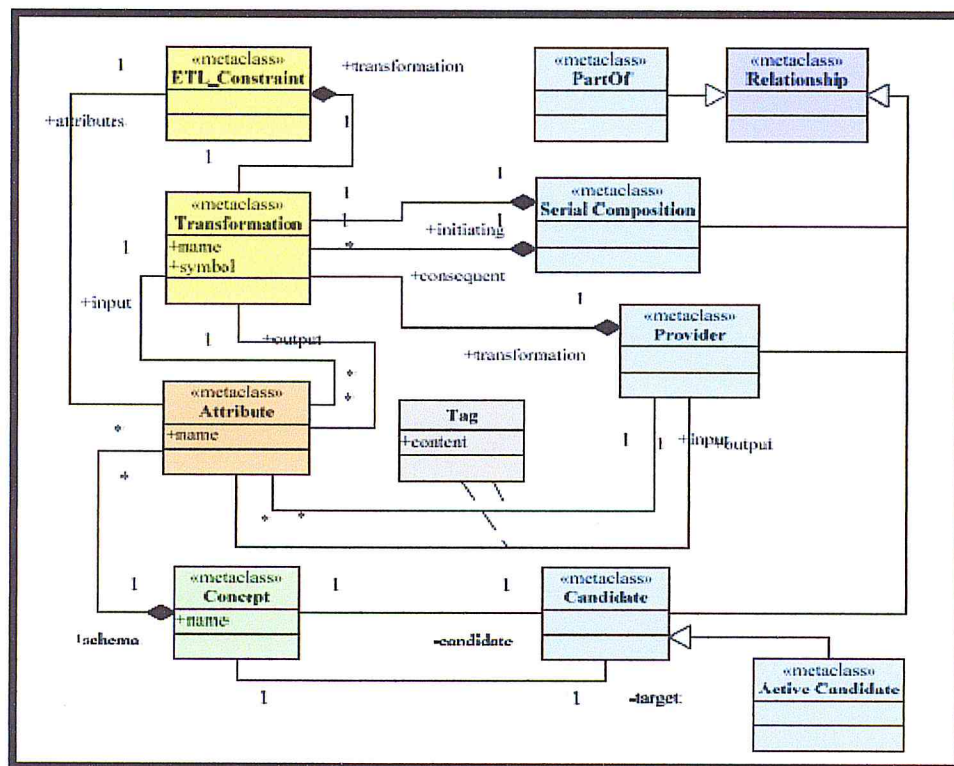 «metaclass»
ETL_Constraint
1
+transformation
+attributrs
1
1
«metaclass»
PartOf
«metaclass»
Relationship
«metaclass»
Transformation
+name
+symbol
1
1
*
1
1
+initiating
+consequent
«metaclass»
Serial Composition
1
+input
1
+output
*
*
1
+transformation
«metaclass»
Provider
«metaclass»
Attribute
+name
*
*
Tag
+content
1
1
+input
-output
*
*
«metaclass»
Concept
+name
1
+schema
1
1
-candidate
«metaclass»
Candidate
1
1
-target
«metaclass»
Active Candidate